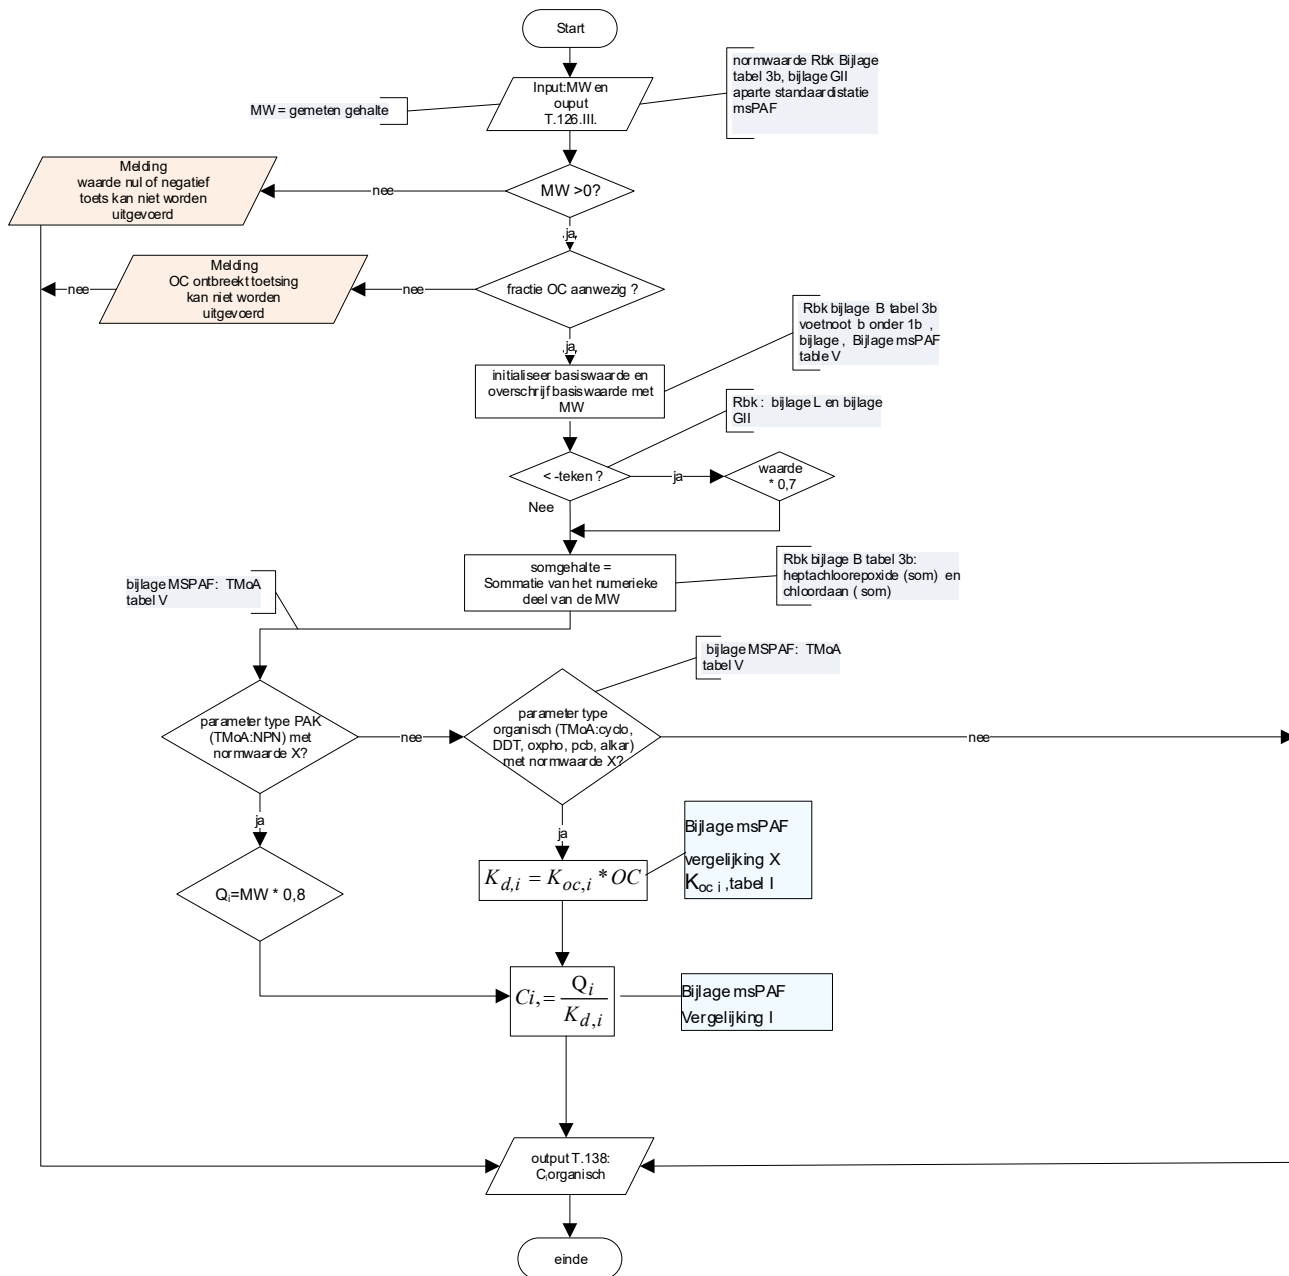 Start
Input:MW en
ouput
T.126.III.
normwaarde Rbk Bijlage
tabel 3b, bijlage GII
aparte standaardistatie
msPAF
MW = gemeten gehalte
Melding
waarde nul of negatief
toets kan niet worden
uitgevoerd
nee
MW >0?
ja
Melding
OC ontbreekt toetsing
kan niet worden
uitgevoerd
nee
nee
fractie OC aanwezig ?
ja
Rbk bijlage B tabel 3b
voetnoot b onder 1b ,
bijlage , Bijlage msPAF
table V
initialiseer basiswaarde en
overschrijf basiswaarde met
MW
Rbk : bijlage L en bijlage
GII
< -teken ?
ja
waarde
* 0,7
Nee
somgehalte =
Sommatie van het numerieke
deel van de MW
Rbk bijlage B tabel 3b:
heptachloorepoxide (som) en
chloordaan ( som)
bijlage MSPAF: TMoA
tabel V
bijlage MSPAF: TMoA
tabel V
parameter type PAK
(TMoA:NPN) met
normwaarde X?
nee
parameter type
organisch (TMoA:cyclo,
DDT, oxpho, pcb, alkar)
met normwaarde X?
nee
ja
ja
Qi=MW * 0,8
Kd,i = Koc,i * OC
Bijlage msPAF
vergelijking X
Koc i ,tabel I
Ci, = Qi / Kd,i
Bijlage msPAF
Vergelijking I
output T.138:
Ciorganisch
einde